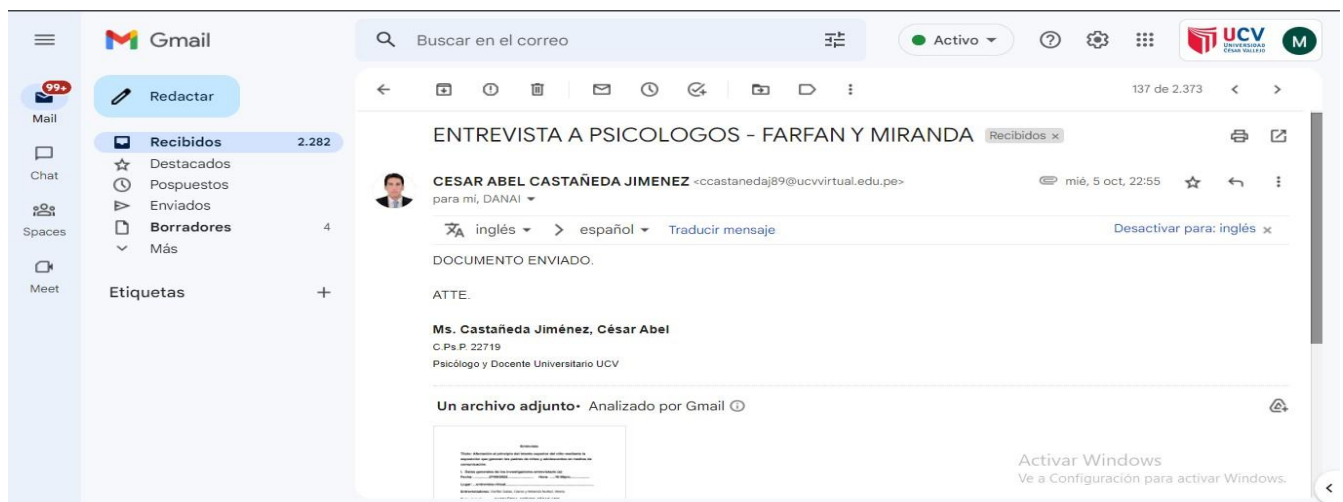 Gmail
Buscar en el correo
Activo
UCV
UNIVERSIDAD
CÉSAR VALLEJO
M
99+
Mail
Chat
Spaces
Meet
Redactar
Recibidos 2.282
Destacados
Pospuestos
Enviados
Borradores 4
Más
Etiquetas +
137 de 2.373
ENTREVISTA A PSICOLOGOS - FARFAN Y MIRANDA Recibidos x
CESAR ABEL CASTAÑEDA JIMENEZ <ccastanedaj89@ucvvirtual.edu.pe> mié, 5 oct, 22:55
para mí, DANAI
inglés > español Traducir mensaje Desactivar para: inglés x
DOCUMENTO ENVIADO.
ATTE.
Ms. Castañeda Jiménez, César Abel
C.Ps.P. 22719
Psicólogo y Docente Universitario UCV
Un archivo adjunto• Analizado por Gmail
Activar Windows
Ve a Configuración para activar Windows.